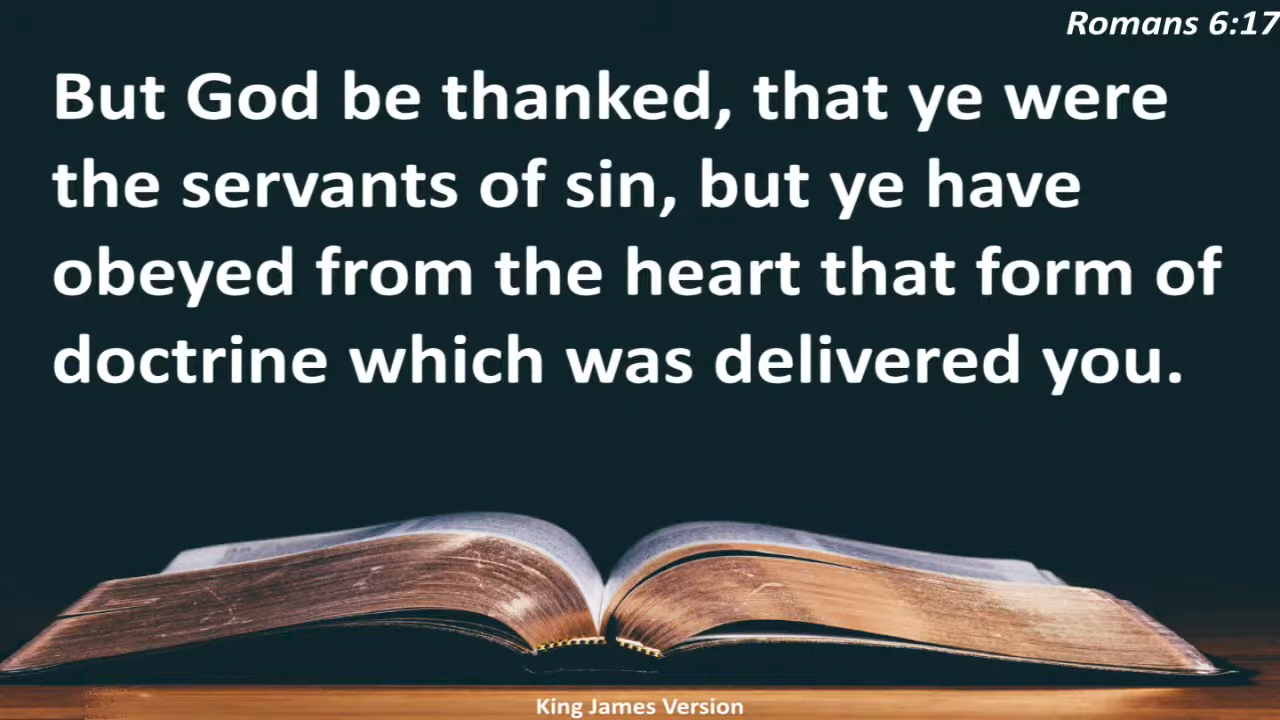 Romans 6:17
But God be thanked, that ye were
the servants of sin, but ye have
obeyed from the heart that form of
doctrine which was delivered you.
King James Version